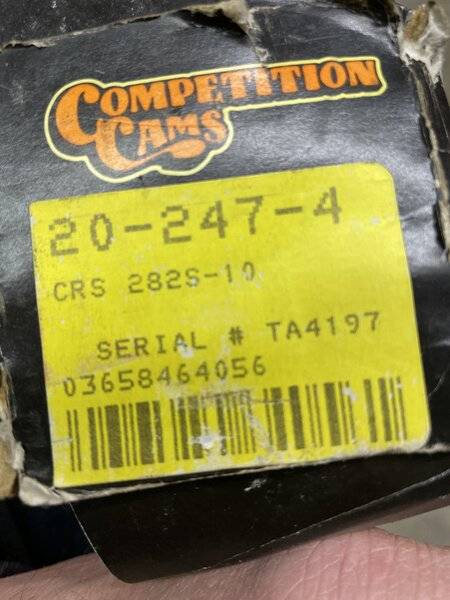 COMPETITION
CAMS
20-247-4
CRS 282S-10
SERIAL # TA4197
03658464056